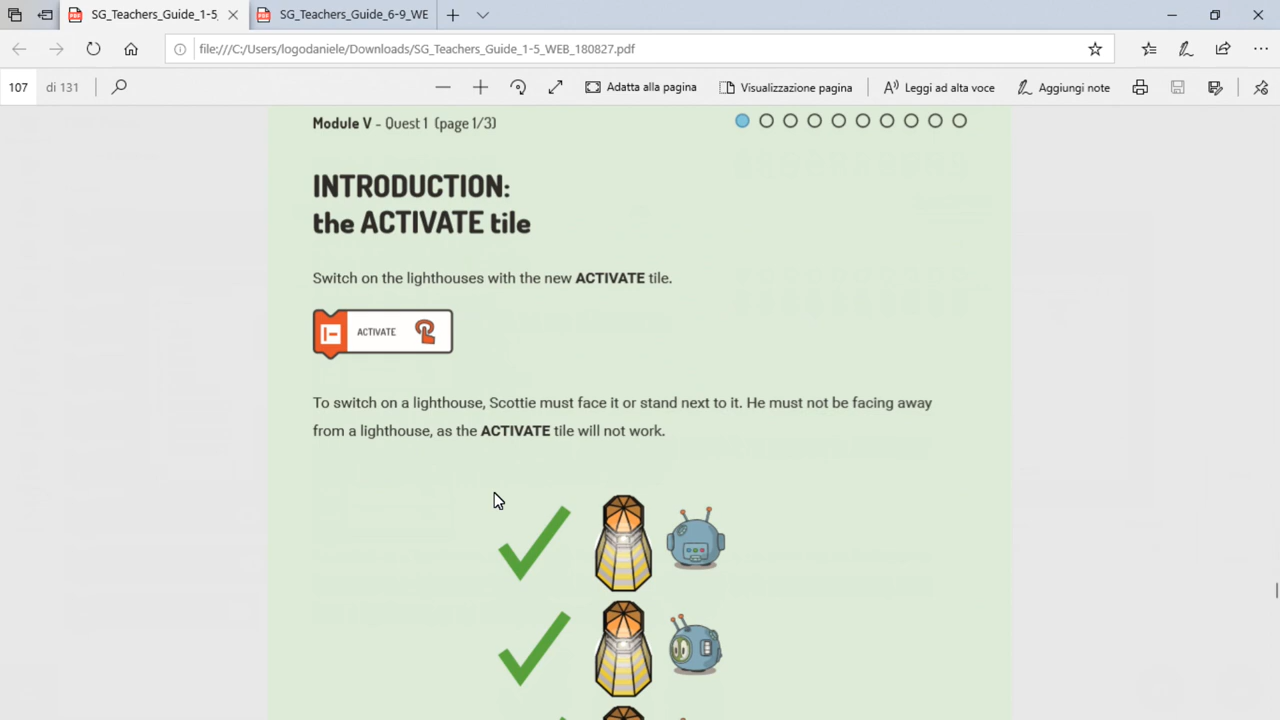 SG_Teachers_Guide_1-5_
SG_Teachers_Guide_6-9_WE
file:///C:/Users/logodaniele/Downloads/SG_Teachers_Guide_1-5_WEB_180827.pdf
107 di 131
Adatta alla pagina
Visualizzazione pagina
Leggi ad alta voce
Aggiungi note
Module V - Quest 1 (page 1/3)
INTRODUCTION:
the ACTIVATE tile
Switch on the lighthouses with the new ACTIVATE tile.
ACTIVATE
To switch on a lighthouse, Scottie must face it or stand next to it. He must not be facing away
from a lighthouse, as the ACTIVATE tile will not work.